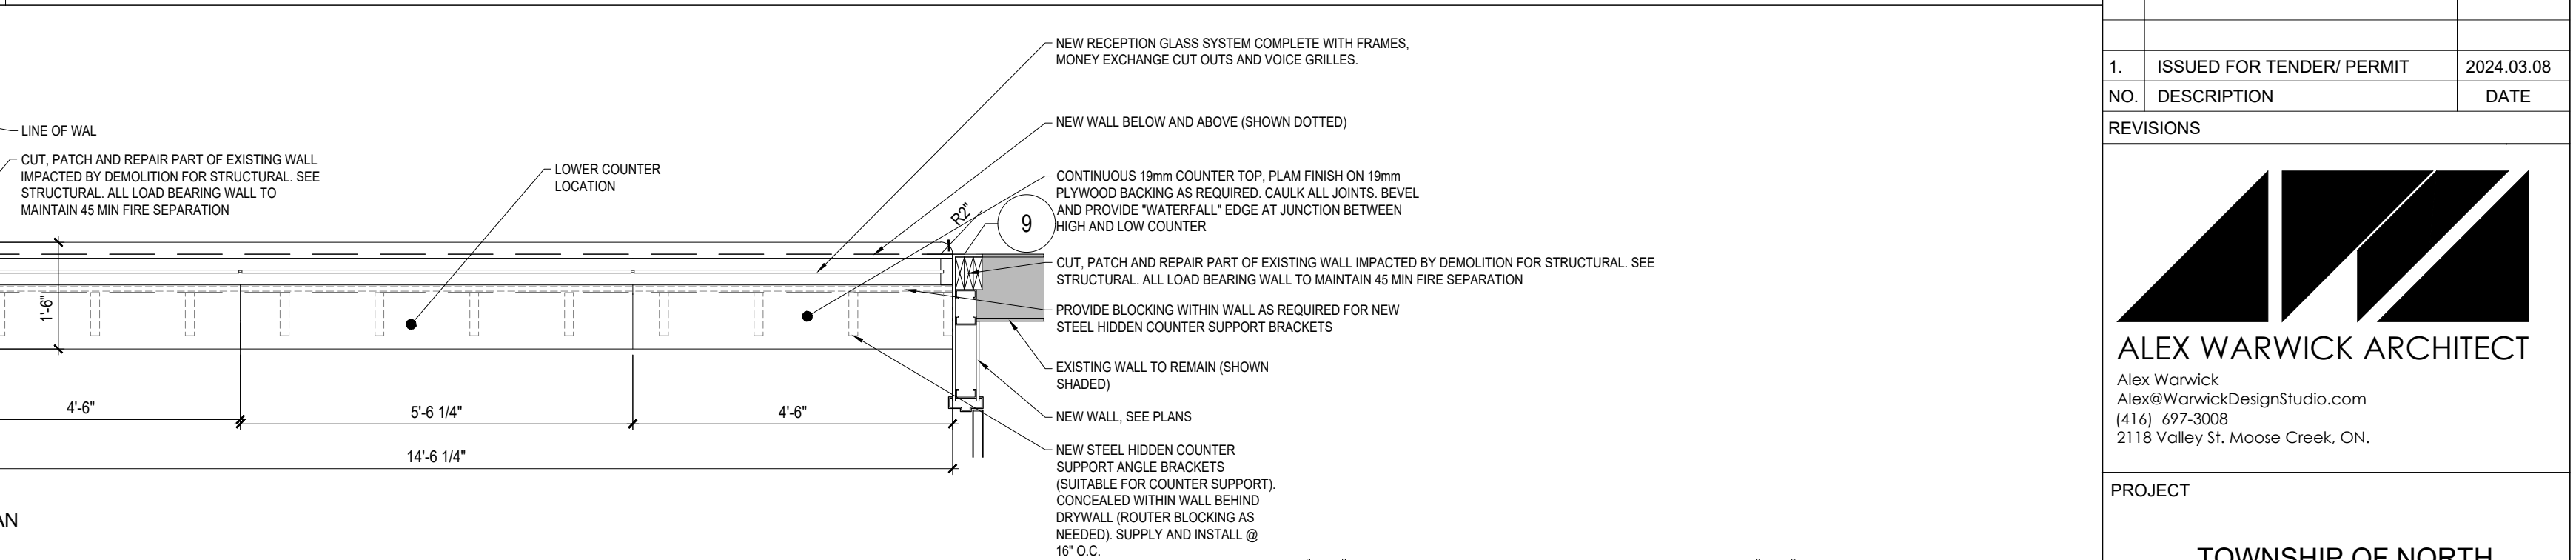 LINE OF WAL
CUT, PATCH AND REPAIR PART OF EXISTING WALL
IMPACTED BY DEMOLITION FOR STRUCTURAL. SEE
STRUCTURAL. ALL LOAD BEARING WALL TO
MAINTAIN 45 MIN FIRE SEPARATION
LOWER COUNTER
LOCATION
NEW RECEPTION GLASS SYSTEM COMPLETE WITH FRAMES,
MONEY EXCHANGE CUT OUTS AND VOICE GRILLES.
NEW WALL BELOW AND ABOVE (SHOWN DOTTED)
CONTINUOUS 19mm COUNTER TOP, PLAM FINISH ON 19mm
PLYWOOD BACKING AS REQUIRED. CAULK ALL JOINTS. BEVEL
AND PROVIDE "WATERFALL" EDGE AT JUNCTION BETWEEN
HIGH AND LOW COUNTER
R2"
9
CUT, PATCH AND REPAIR PART OF EXISTING WALL IMPACTED BY DEMOLITION FOR STRUCTURAL. SEE
STRUCTURAL. ALL LOAD BEARING WALL TO MAINTAIN 45 MIN FIRE SEPARATION
PROVIDE BLOCKING WITHIN WALL AS REQUIRED FOR NEW
STEEL HIDDEN COUNTER SUPPORT BRACKETS
EXISTING WALL TO REMAIN (SHOWN
SHADED)
NEW WALL, SEE PLANS
NEW STEEL HIDDEN COUNTER
SUPPORT ANGLE BRACKETS
(SUITABLE FOR COUNTER SUPPORT).
CONCEALED WITHIN WALL BEHIND
DRYWALL (ROUTER BLOCKING AS
NEEDED). SUPPLY AND INSTALL @
16" O.C.
1'-6"
4'-6"
5'-6 1/4"
4'-6"
14'-6 1/4"
AN
1. ISSUED FOR TENDER/ PERMIT 2024.03.08
NO. DESCRIPTION DATE
REVISIONS
ALEX WARWICK ARCHITECT
Alex Warwick
Alex@WarwickDesignStudio.com
(416) 697-3008
2118 Valley St. Moose Creek, ON.
PROJECT
TOWNSHIP OF NORTH